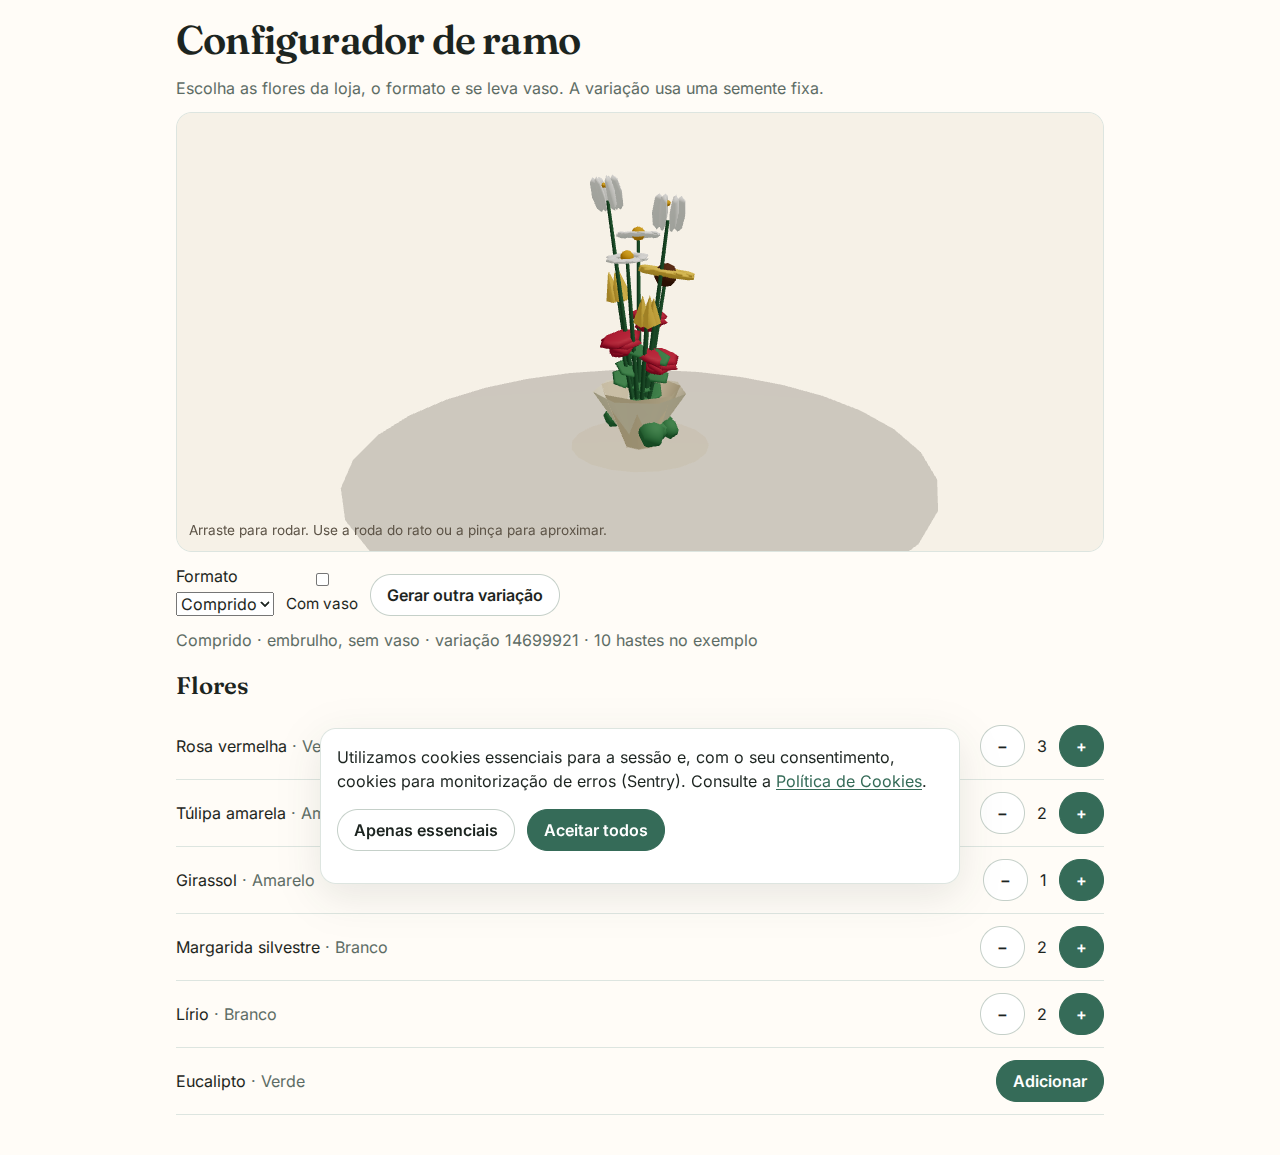 Configurador de ramo
Escolha as flores da loja, o formato e se leva vaso. A variação usa uma semente fixa.
Arraste para rodar. Use a roda do rato ou a pinça para aproximar.
Formato
Comprido
Com vaso
Gerar outra variação
Comprido · embrulho, sem vaso · variação 14699921 · 10 hastes no exemplo
Flores
Rosa vermelha · Ve
− 3 +
Utilizamos cookies essenciais para a sessão e, com o seu consentimento,
cookies para monitorização de erros (Sentry). Consulte a Política de Cookies.
Apenas essenciais
Aceitar todos
Túlipa amarela · Am
− 2 +
Girassol · Amarelo
− 1 +
Margarida silvestre · Branco
− 2 +
Lírio · Branco
− 2 +
Eucalipto · Verde
Adicionar